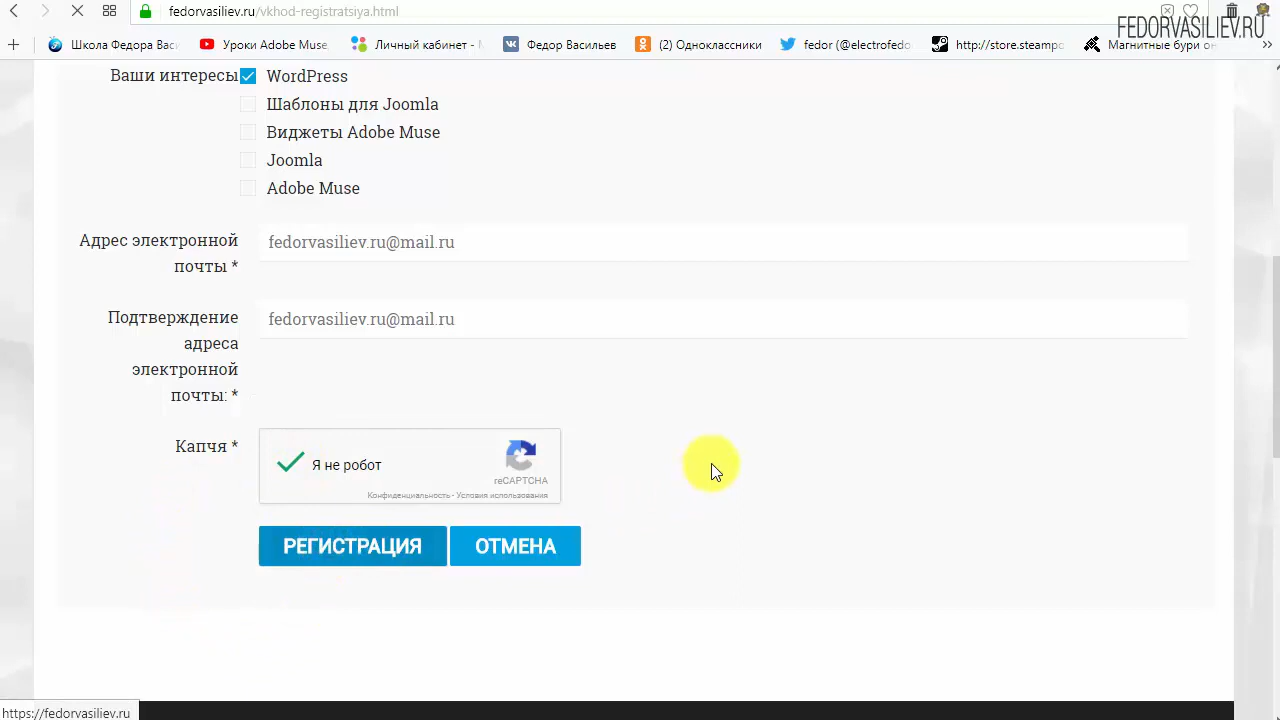 fedorvasiliev.ru/vkhod-registratsiya.html
FEDORVASILIEV.RU
Школа Федора Васи
Уроки Adobe Muse,
Личный кабинет -
Федор Васильев
(2) Одноклассники
fedor (@electrofedo
http://store.steampo
Магнитные бури он
Ваши интересы WordPress
Шаблоны для Joomla
Виджеты Adobe Muse
Joomla
Adobe Muse
Адрес электронной
почты *
fedorvasiliev.ru@mail.ru
Подтверждение
адреса
электронной
почты: *
fedorvasiliev.ru@mail.ru
Капчя *
Я не робот
reCAPTCHA
Конфиденциальность - Условия использования
РЕГИСТРАЦИЯ
ОТМЕНА
https://fedorvasiliev.ru